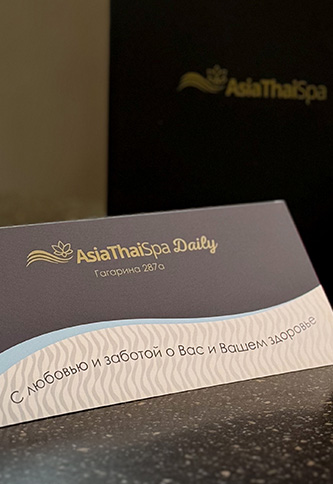 AsiaThaiSpa
AsiaThaiSpa Daily
Гагарина 287а
С любовью и заботой о Вас и Вашем здоровье